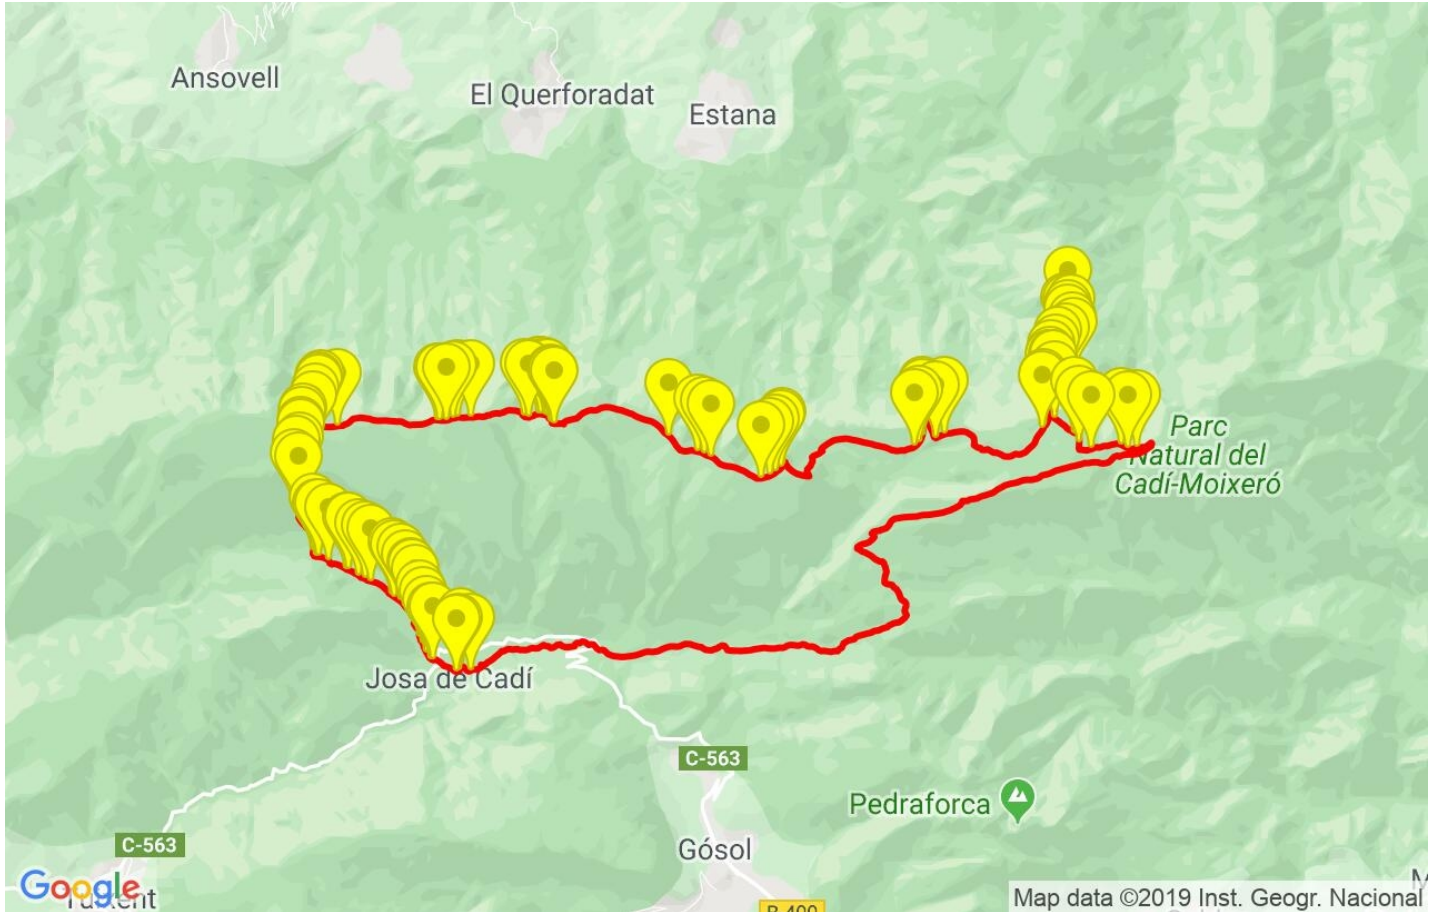 Ansovell
El Querforadat
Estana
Parc
Natural del
Cadí-Moixeró
Josa de Cadí
C-563
Pedraforca
C-563
Gósol
Google
B-400
Map data ©2019 Inst. Geogr. Nacional